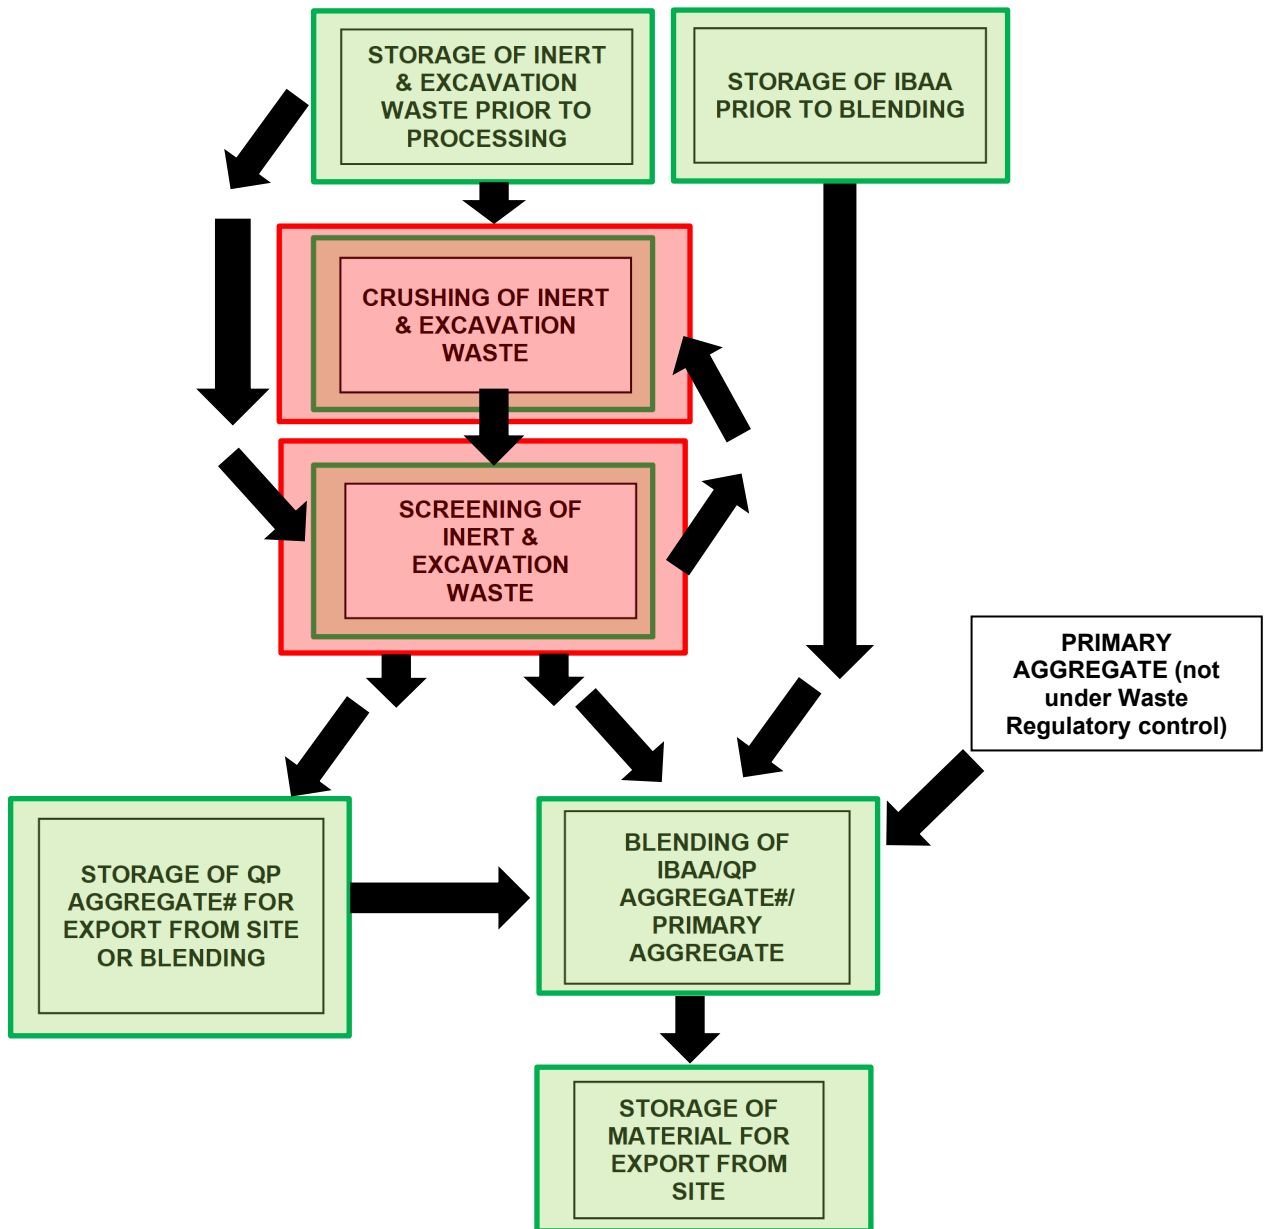 STORAGE OF INERT
& EXCAVATION
WASTE PRIOR TO
PROCESSING
STORAGE OF IBAA
PRIOR TO BLENDING
CRUSHING OF INERT
& EXCAVATION
WASTE
SCREENING OF
INERT &
EXCAVATION
WASTE
PRIMARY
AGGREGATE (not
under Waste
Regulatory control)
STORAGE OF QP
AGGREGATE# FOR
EXPORT FROM SITE
OR BLENDING
BLENDING OF
IBAA/QP
AGGREGATE#/
PRIMARY
AGGREGATE
STORAGE OF
MATERIAL FOR
EXPORT FROM
SITE